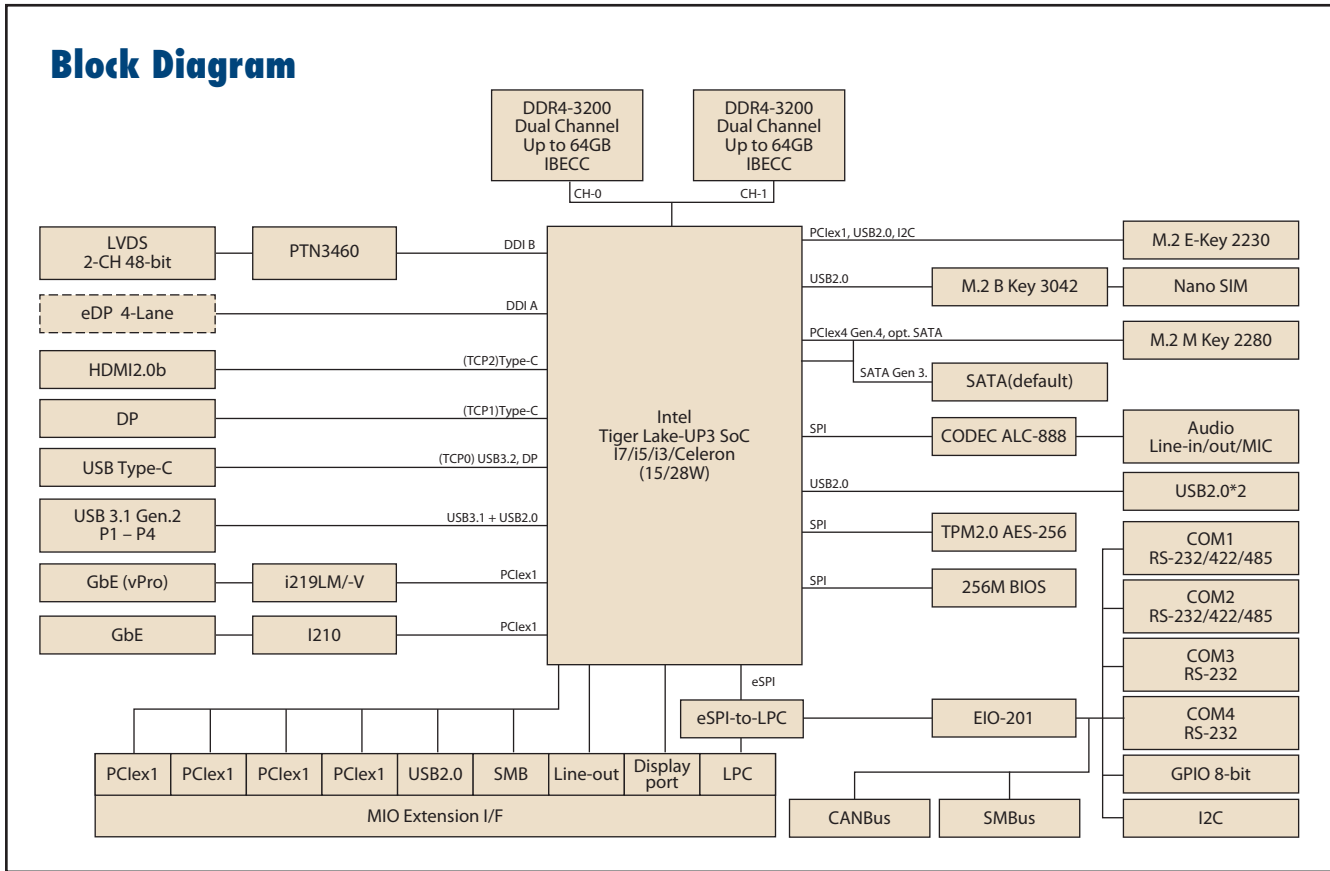 Block Diagram
DDR4-3200
Dual Channel
Up to 64GB
IBECC
DDR4-3200
Dual Channel
Up to 64GB
IBECC
CH-0
CH-1
LVDS
2-CH 48-bit
PTN3460
DDI B
eDP 4-Lane
DDI A
HDMI2.0b
(TCP2)Type-C
DP
(TCP1)Type-C
USB Type-C
(TCP0) USB3.2, DP
USB 3.1 Gen.2
P1 – P4
USB3.1 + USB2.0
GbE (vPro)
i219LM/-V
PCIex1
GbE
I210
PCIex1
Intel
Tiger Lake-UP3 SoC
I7/i5/i3/Celeron
(15/28W)
PCIex1, USB2.0, I2C
M.2 E-Key 2230
USB2.0
M.2 B Key 3042
Nano SIM
PCIex4 Gen.4, opt. SATA
M.2 M Key 2280
SATA Gen 3.
SATA(default)
SPI
CODEC ALC-888
Audio
Line-in/out/MIC
USB2.0
USB2.0*2
SPI
TPM2.0 AES-256
SPI
256M BIOS
COM1
RS-232/422/485
COM2
RS-232/422/485
COM3
RS-232
COM4
RS-232
GPIO 8-bit
I2C
eSPI
eSPI-to-LPC
EIO-201
CANBus
SMBus
PCIex1
PCIex1
PCIex1
PCIex1
USB2.0
SMB
Line-out
Display
port
LPC
MIO Extension I/F